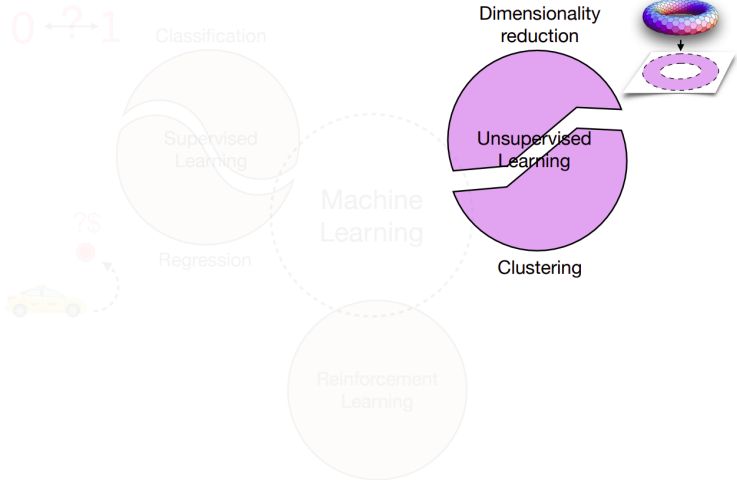 0 ? 1
Classification
Supervised
Learning
Regression
?$
Machine
Learning
Dimensionality
reduction
Unsupervised
Learning
Clustering
Reinforcement
Learning